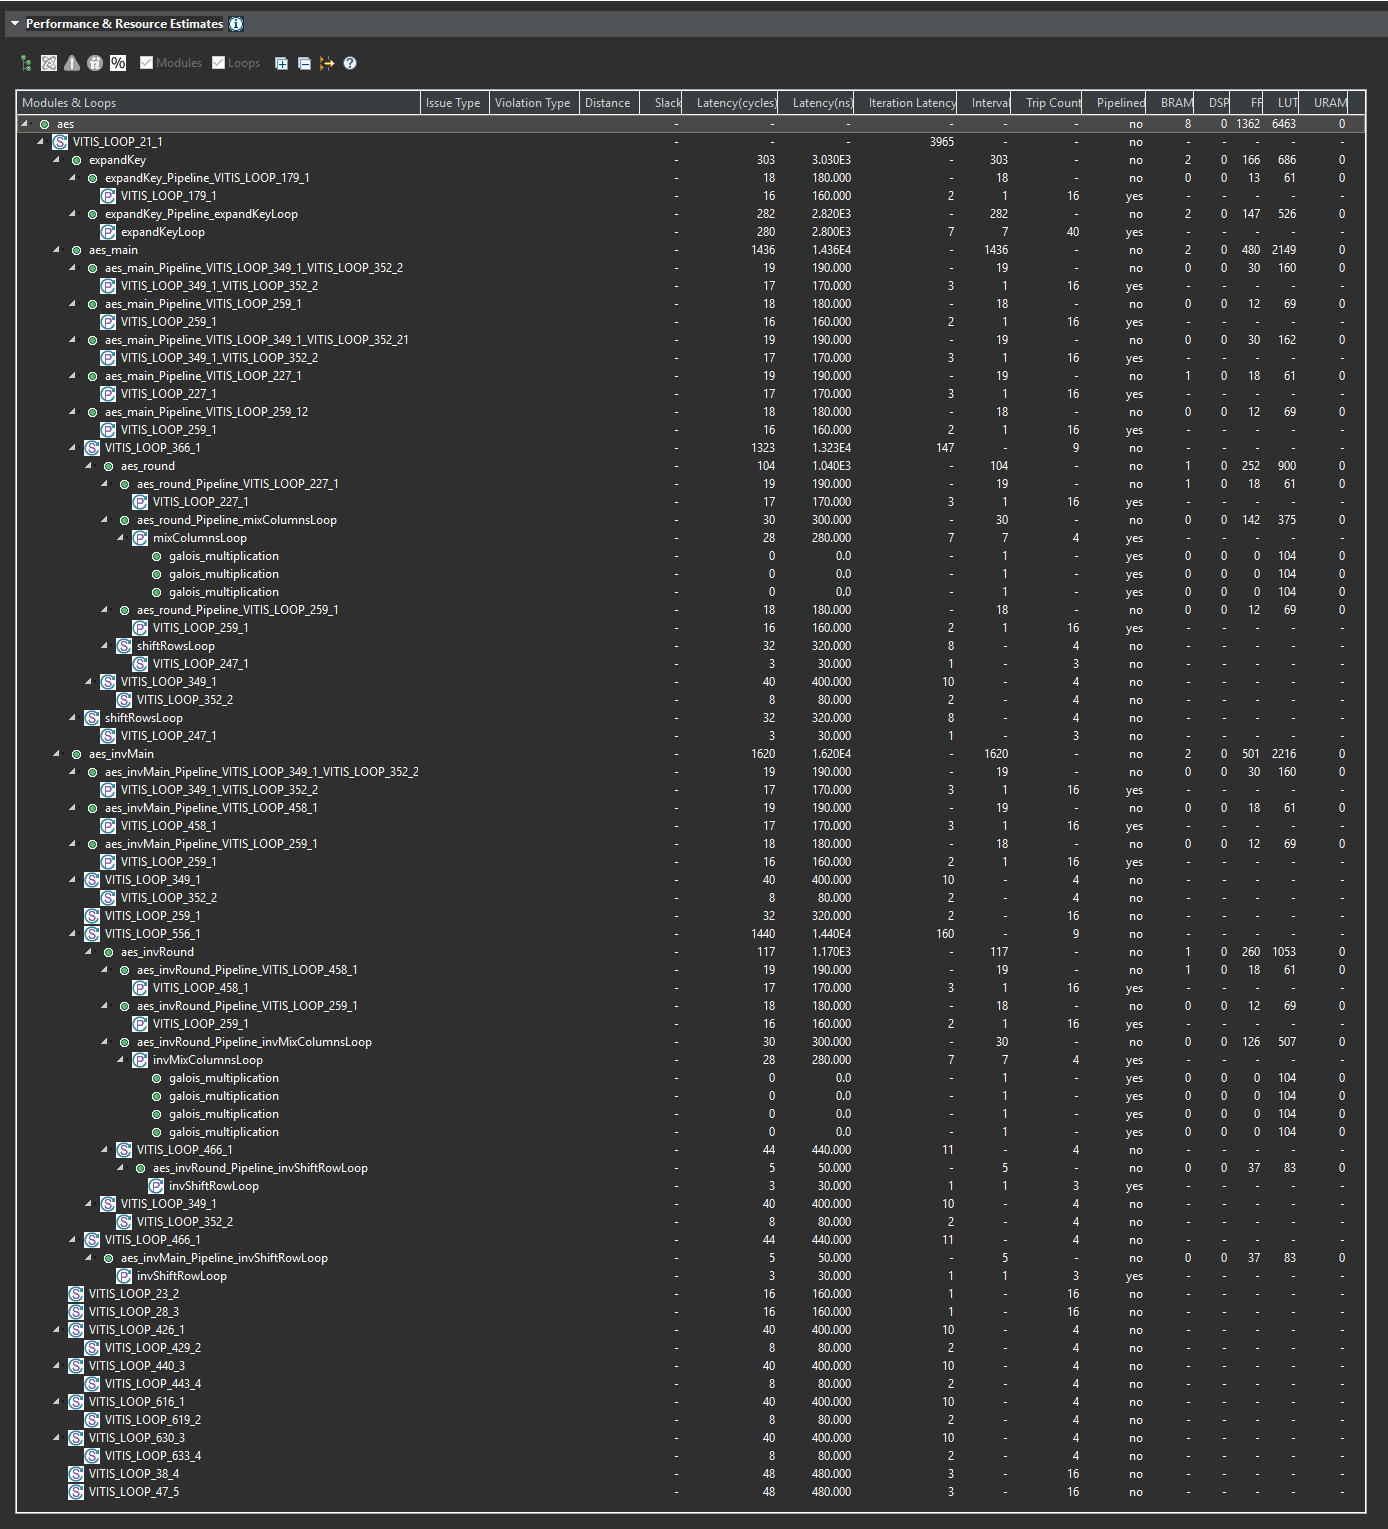 Performance & Resource Estimates
% Modules Loops
Modules & Loops Issue Type Violation Type Distance Slack Latency(cycles) Latency(ns) Iteration Latency Interval Trip Count Pipelined BRAM DSP FF LUT URAM
aes - - - - - - no 8 0 1362 6463 0
VITIS_LOOP_21_1 - - - 3965 - - no - - - - -
expandKey - 303 3.030E3 - 303 - no 2 0 166 686 0
expandKey_Pipeline_VITIS_LOOP_179_1 - 18 180.000 - 18 - no 0 0 13 61 0
VITIS_LOOP_179_1 - 16 160.000 2 1 16 yes - - - - -
expandKey_Pipeline_expandKeyLoop - 282 2.820E3 - 282 - no 2 0 147 526 0
expandKeyLoop - 280 2.800E3 7 7 40 yes - - - - -
aes_main - 1436 1.436E4 - 1436 - no 2 0 480 2149 0
aes_main_Pipeline_VITIS_LOOP_349_1_VITIS_LOOP_352_2 - 19 190.000 - 19 - no 0 0 30 160 0
VITIS_LOOP_349_1_VITIS_LOOP_352_2 - 17 170.000 3 1 16 yes - - - - -
aes_main_Pipeline_VITIS_LOOP_259_1 - 18 180.000 - 18 - no 0 0 12 69 0
VITIS_LOOP_259_1 - 16 160.000 2 1 16 yes - - - - -
aes_main_Pipeline_VITIS_LOOP_349_1_VITIS_LOOP_352_21 - 19 190.000 - 19 - no 0 0 30 162 0
VITIS_LOOP_349_1_VITIS_LOOP_352_2 - 17 170.000 3 1 16 yes - - - - -
aes_main_Pipeline_VITIS_LOOP_227_1 - 19 190.000 - 19 - no 1 0 18 61 0
VITIS_LOOP_227_1 - 17 170.000 3 1 16 yes - - - - -
aes_main_Pipeline_VITIS_LOOP_259_12 - 18 180.000 - 18 - no 0 0 12 69 0
VITIS_LOOP_259_1 - 16 160.000 2 1 16 yes - - - - -
VITIS_LOOP_366_1 - 1323 1.323E4 147 - 9 no - - - - -
aes_round - 104 1.040E3 - 104 - no 1 0 252 900 0
aes_round_Pipeline_VITIS_LOOP_227_1 - 19 190.000 - 19 - no 1 0 18 61 0
VITIS_LOOP_227_1 - 17 170.000 3 1 16 yes - - - - -
aes_round_Pipeline_mixColumnsLoop - 30 300.000 - 30 - no 0 0 142 375 0
mixColumnsLoop - 28 280.000 7 7 4 yes - - - - -
galois_multiplication - 0 0.0 - 1 - yes 0 0 0 104 0
galois_multiplication - 0 0.0 - 1 - yes 0 0 0 104 0
galois_multiplication - 0 0.0 - 1 - yes 0 0 0 104 0
aes_round_Pipeline_VITIS_LOOP_259_1 - 18 180.000 - 18 - no 0 0 12 69 0
VITIS_LOOP_259_1 - 16 160.000 2 1 16 yes - - - - -
shiftRowsLoop - 32 320.000 8 - 4 no - - - - -
VITIS_LOOP_247_1 - 3 30.000 1 - 3 no - - - - -
VITIS_LOOP_349_1 - 40 400.000 10 - 4 no - - - - -
VITIS_LOOP_352_2 - 8 80.000 2 - 4 no - - - - -
shiftRowsLoop - 32 320.000 8 - 4 no - - - - -
VITIS_LOOP_247_1 - 3 30.000 1 - 3 no - - - - -
aes_invMain - 1620 1.620E4 - 1620 - no 2 0 501 2216 0
aes_invMain_Pipeline_VITIS_LOOP_349_1_VITIS_LOOP_352_2 - 19 190.000 - 19 - no 0 0 30 160 0
VITIS_LOOP_349_1_VITIS_LOOP_352_2 - 17 170.000 3 1 16 yes - - - - -
aes_invMain_Pipeline_VITIS_LOOP_458_1 - 19 190.000 - 19 - no 0 0 18 61 0
VITIS_LOOP_458_1 - 17 170.000 3 1 16 yes - - - - -
aes_invMain_Pipeline_VITIS_LOOP_259_1 - 18 180.000 - 18 - no 0 0 12 69 0
VITIS_LOOP_259_1 - 16 160.000 2 1 16 yes - - - - -
VITIS_LOOP_349_1 - 40 400.000 10 - 4 no - - - - -
VITIS_LOOP_352_2 - 8 80.000 2 - 4 no - - - - -
VITIS_LOOP_259_1 - 32 320.000 2 - 16 no - - - - -
VITIS_LOOP_556_1 - 1440 1.440E4 160 - 9 no - - - - -
aes_invRound - 117 1.170E3 - 117 - no 1 0 260 1053 0
aes_invRound_Pipeline_VITIS_LOOP_458_1 - 19 190.000 - 19 - no 1 0 18 61 0
VITIS_LOOP_458_1 - 17 170.000 3 1 16 yes - - - - -
aes_invRound_Pipeline_VITIS_LOOP_259_1 - 18 180.000 - 18 - no 0 0 12 69 0
VITIS_LOOP_259_1 - 16 160.000 2 1 16 yes - - - - -
aes_invRound_Pipeline_invMixColumnsLoop - 30 300.000 - 30 - no 0 0 126 507 0
invMixColumnsLoop - 28 280.000 7 7 4 yes - - - - -
galois_multiplication - 0 0.0 - 1 - yes 0 0 0 104 0
galois_multiplication - 0 0.0 - 1 - yes 0 0 0 104 0
galois_multiplication - 0 0.0 - 1 - yes 0 0 0 104 0
galois_multiplication - 0 0.0 - 1 - yes 0 0 0 104 0
VITIS_LOOP_466_1 - 44 440.000 11 - 4 no - - - - -
aes_invRound_Pipeline_invShiftRowLoop - 5 50.000 - 5 - no 0 0 37 83 0
invShiftRowLoop - 3 30.000 1 1 3 yes - - - - -
VITIS_LOOP_349_1 - 40 400.000 10 - 4 no - - - - -
VITIS_LOOP_352_2 - 8 80.000 2 - 4 no - - - - -
VITIS_LOOP_466_1 - 44 440.000 11 - 4 no - - - - -
aes_invMain_Pipeline_invShiftRowLoop - 5 50.000 - 5 - no 0 0 37 83 0
invShiftRowLoop - 3 30.000 1 1 3 yes - - - - -
VITIS_LOOP_23_2 - 16 160.000 1 - 16 no - - - - -
VITIS_LOOP_28_3 - 16 160.000 1 - 16 no - - - - -
VITIS_LOOP_426_1 - 40 400.000 10 - 4 no - - - - -
VITIS_LOOP_429_2 - 8 80.000 2 - 4 no - - - - -
VITIS_LOOP_440_3 - 40 400.000 10 - 4 no - - - - -
VITIS_LOOP_443_4 - 8 80.000 2 - 4 no - - - - -
VITIS_LOOP_616_1 - 40 400.000 10 - 4 no - - - - -
VITIS_LOOP_619_2 - 8 80.000 2 - 4 no - - - - -
VITIS_LOOP_630_3 - 40 400.000 10 - 4 no - - - - -
VITIS_LOOP_633_4 - 8 80.000 2 - 4 no - - - - -
VITIS_LOOP_38_4 - 48 480.000 3 - 16 no - - - - -
VITIS_LOOP_47_5 - 48 480.000 3 - 16 no - - - - -